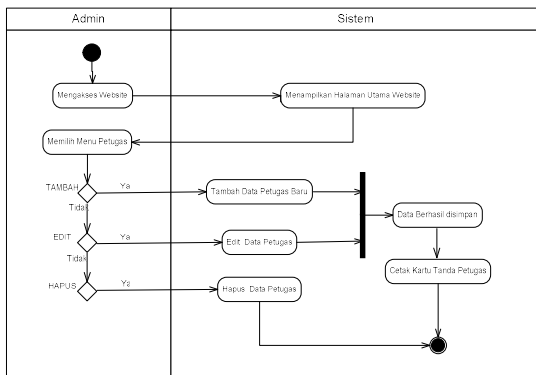 Admin
Sistem
Mengakses Website
Menampilkan Halaman Utama Website
Memilih Menu Petugas
TAMBAH
Ya
Tambah Data Petugas Baru
Tidak
Data Berhasil disimpan
EDIT
Ya
Edit Data Petugas
Tidak
Cetak Kartu Tanda Petugas
HAPUS
Ya
Hapus Data Petugas